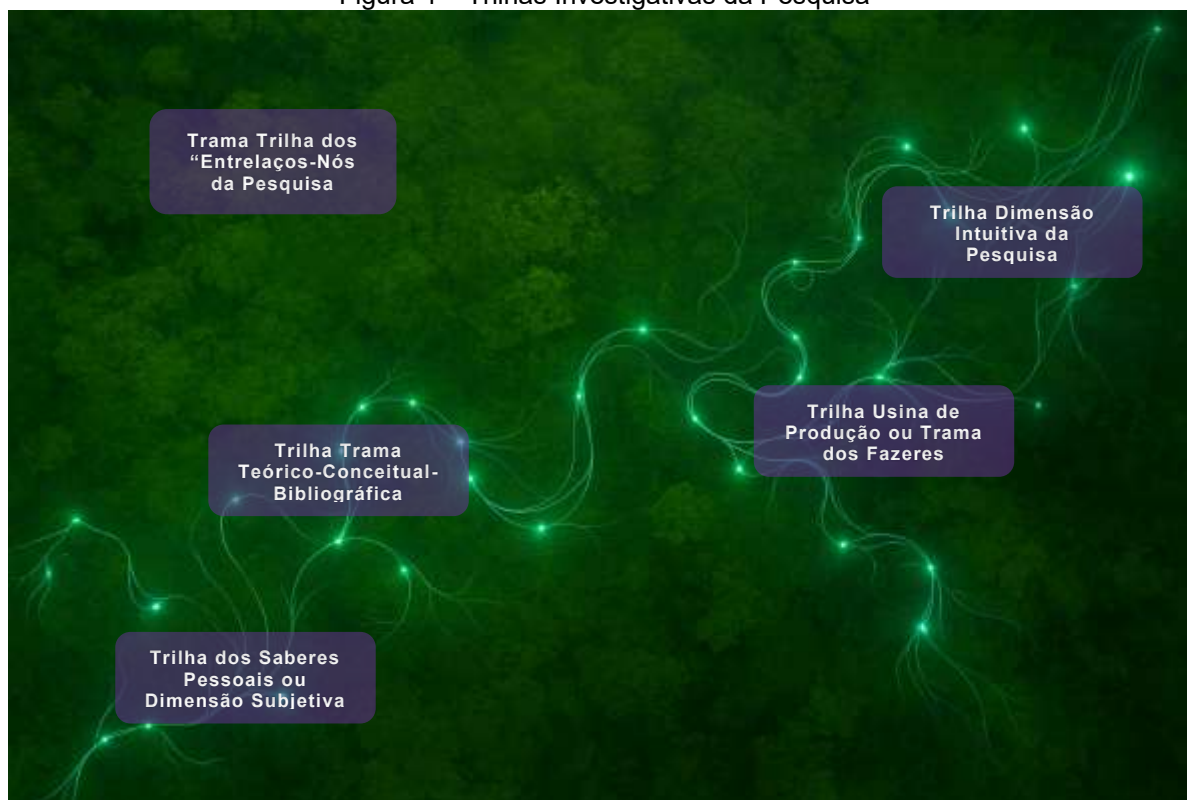 Trama Trilha dos
“Entrelaços-Nós
da Pesquisa
Trilha Dimensão
Intuitiva da
Pesquisa
Trilha Usina de
Produção ou Trama
dos Fazeres
Trilha Trama
Teórico-Conceitual-
Bibliográfica
Trilha dos Saberes
Pessoais ou
Dimensão Subjetiva